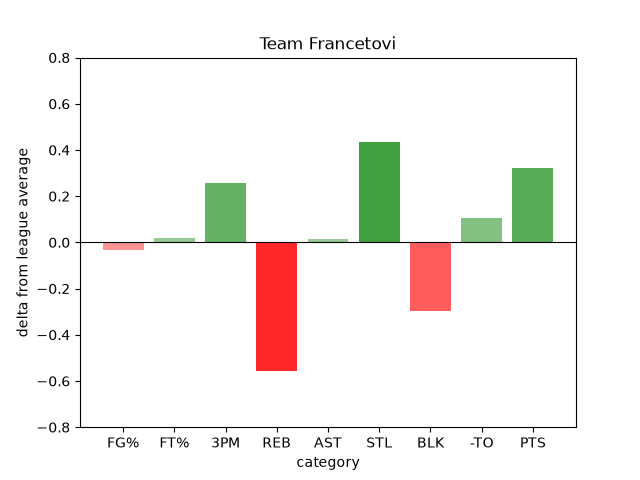 Team Francetovi
delta from league average
0.8
0.6
0.4
0.2
0.0
−0.2
−0.4
−0.6
−0.8
FG% FT% 3PM REB AST STL BLK -TO PTS
category